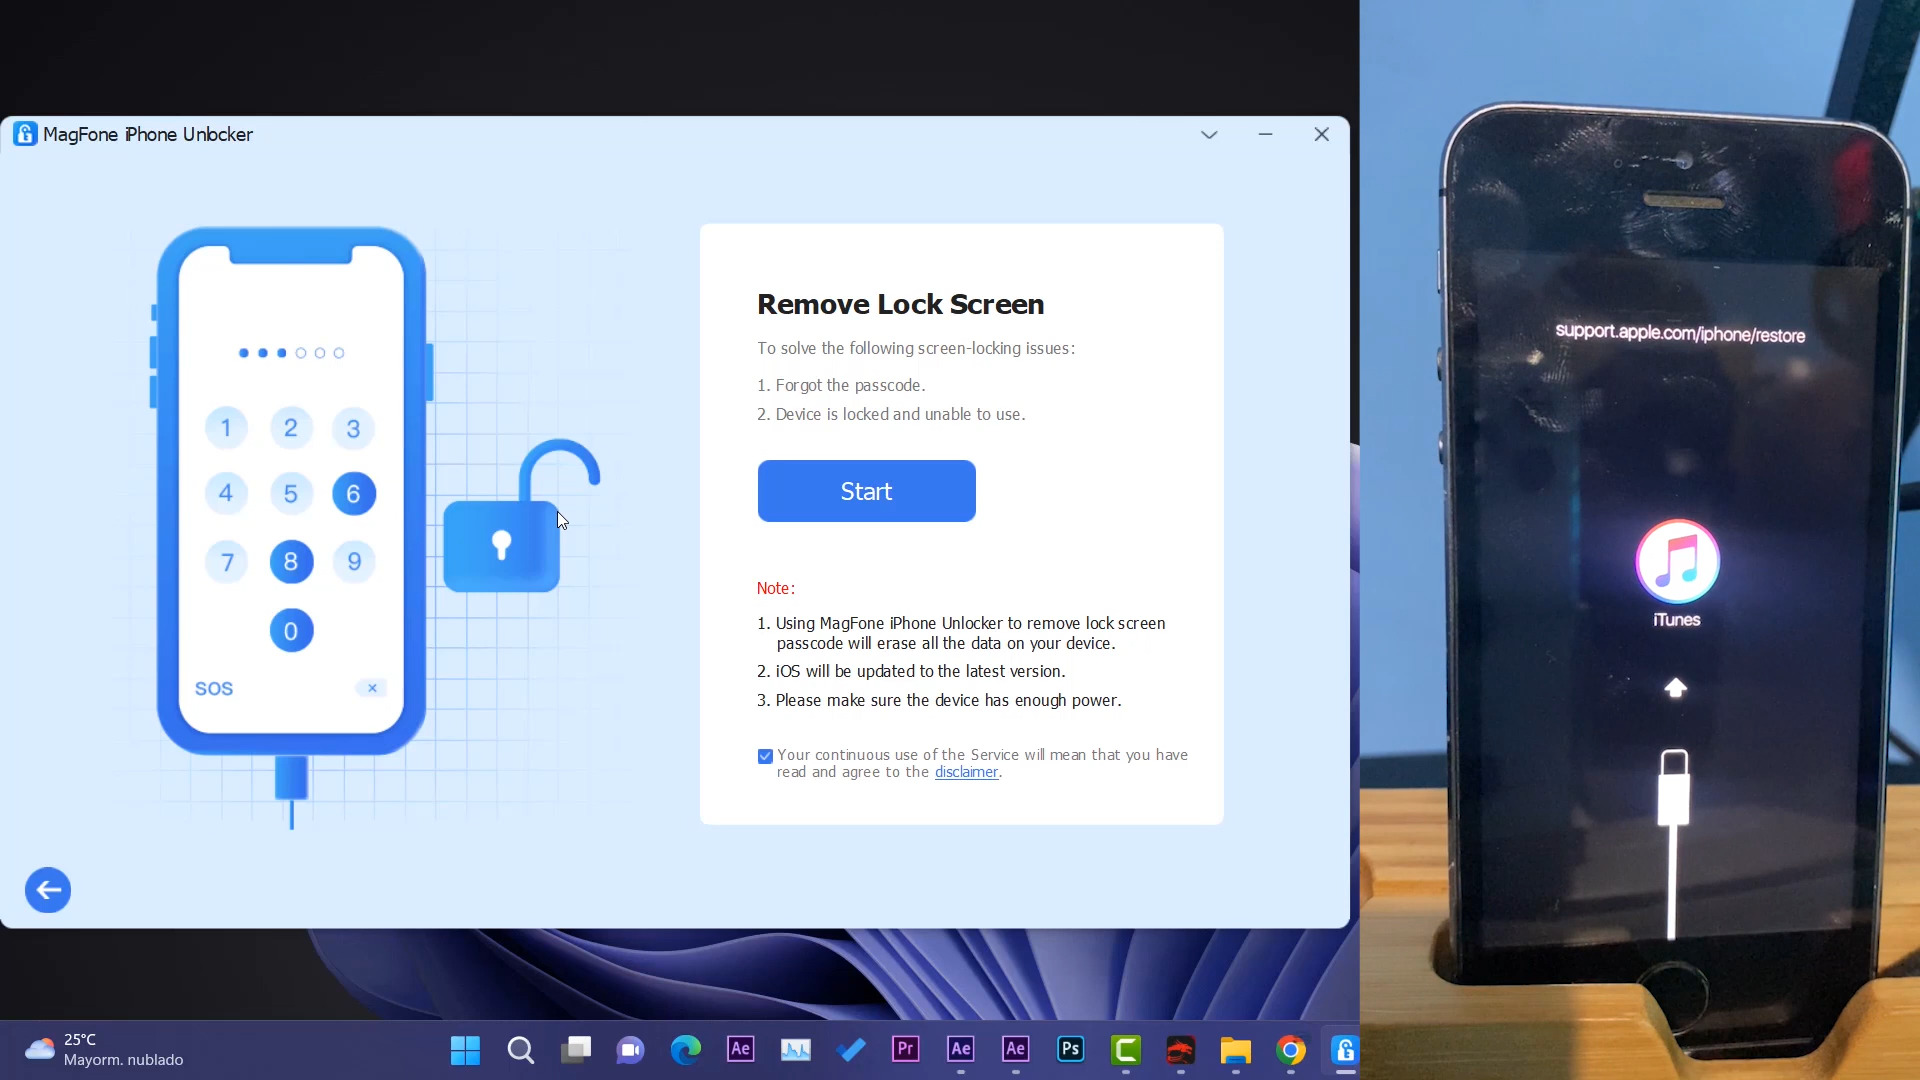 MagFone iPhone Unlocker
1
2
3
4
5
6
7
8
9
0
SOS
Remove Lock Screen
To solve the following screen-locking issues:
1. Forgot the passcode.
2. Device is locked and unable to use.
Start
Note:
1. Using MagFone iPhone Unlocker to remove lock screen
passcode will erase all the data on your device.
2. iOS will be updated to the latest version.
3. Please make sure the device has enough power.
Your continuous use of the Service will mean that you have
read and agree to the disclaimer.
support.apple.com/iphone/restore
iTunes
25°C
Mayorm. nublado
Ae
Pr
Ae
Ae
Ps